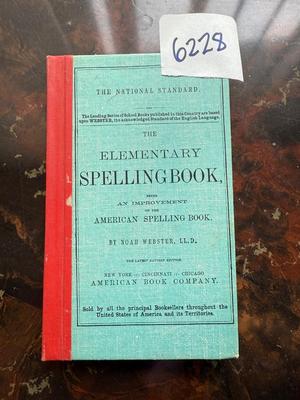 6228
THE NATIONAL STANDARD.
The Leading Series of School Books published in this Country are based
upon WEBSTER, the acknowledged Standard of the English Language.
THE
ELEMENTARY
SPELLING BOOK,
BEING
AN IMPROVEMENT
ON THE
AMERICAN SPELLING BOOK.
BY NOAH WEBSTER, LL.D.
THE LATEST REVISED EDITION.
NEW YORK CINCINNATI CHICAGO
AMERICAN BOOK COMPANY.
Sold by all the principal Booksellers throughout the
United States of America and its Territories.